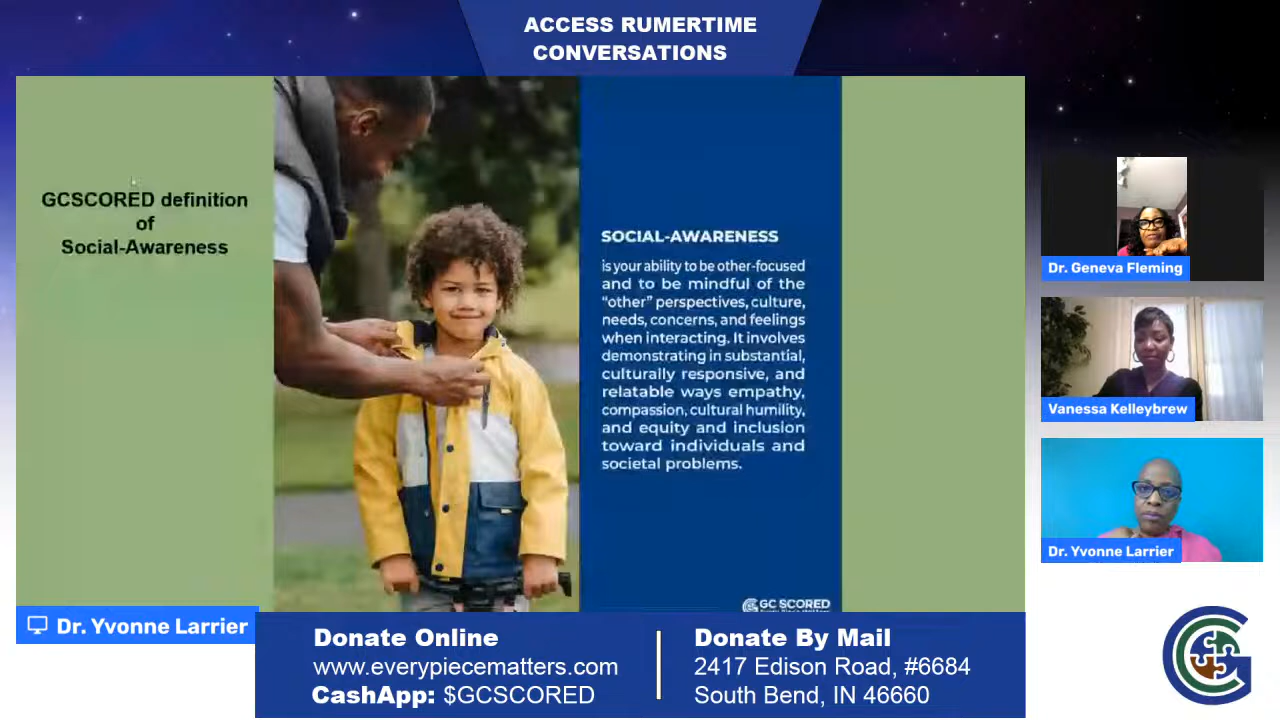 ACCESS RUMERTIME
CONVERSATIONS
GCSCORED definition
of
Social-Awareness
SOCIAL-AWARENESS
is your ability to be other-focused
and to be mindful of the
“other” perspectives, culture,
needs, concerns, and feelings
when interacting. It involves
demonstrating in substantial,
culturally responsive, and
relatable ways empathy,
compassion, cultural humility,
and equity and inclusion
toward individuals and
societal problems.
GC SCORED
Dr. Geneva Fleming
Vanessa Kelleybrew
Dr. Yvonne Larrier
Dr. Yvonne Larrier
Donate Online
www.everypiecematters.com
CashApp: $GCSCORED
Donate By Mail
2417 Edison Road, #6684
South Bend, IN 46660